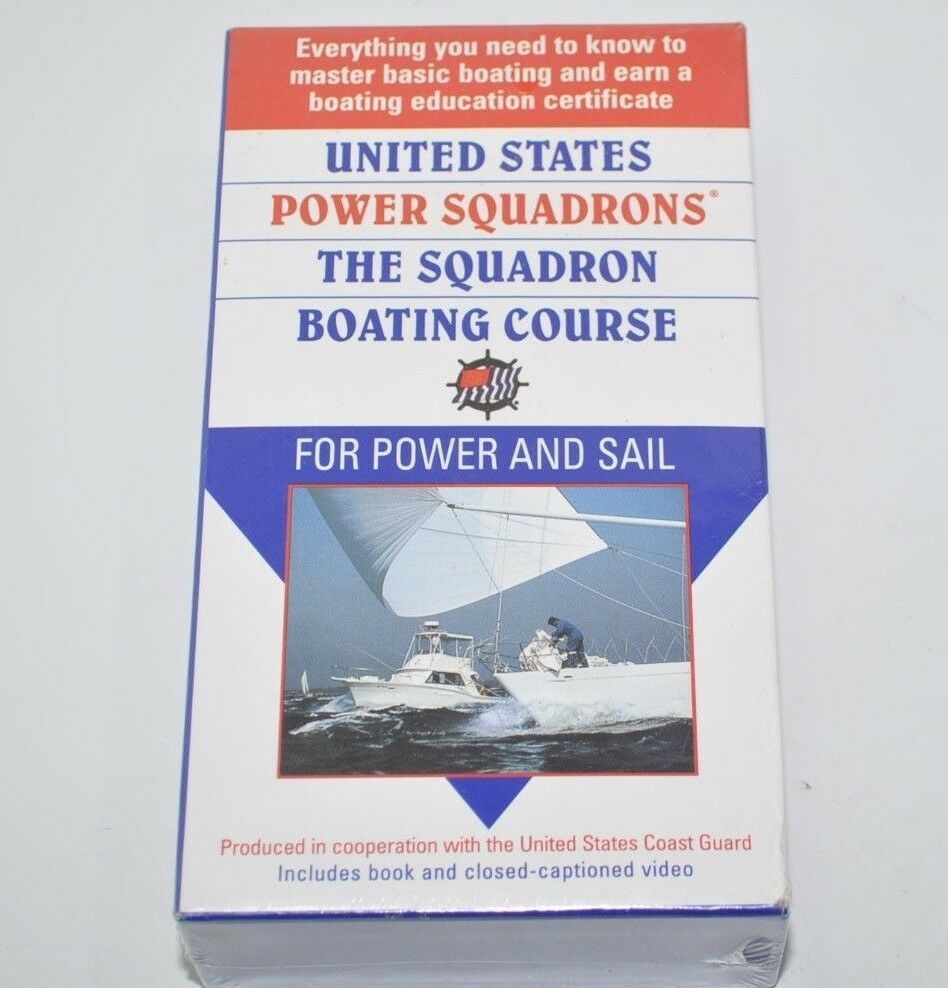 Everything you need to know to
master basic boating and earn a
boating education certificate
UNITED STATES
POWER SQUADRONS®
THE SQUADRON
BOATING COURSE
FOR POWER AND SAIL
Produced in cooperation with the United States Coast Guard
Includes book and closed-captioned video